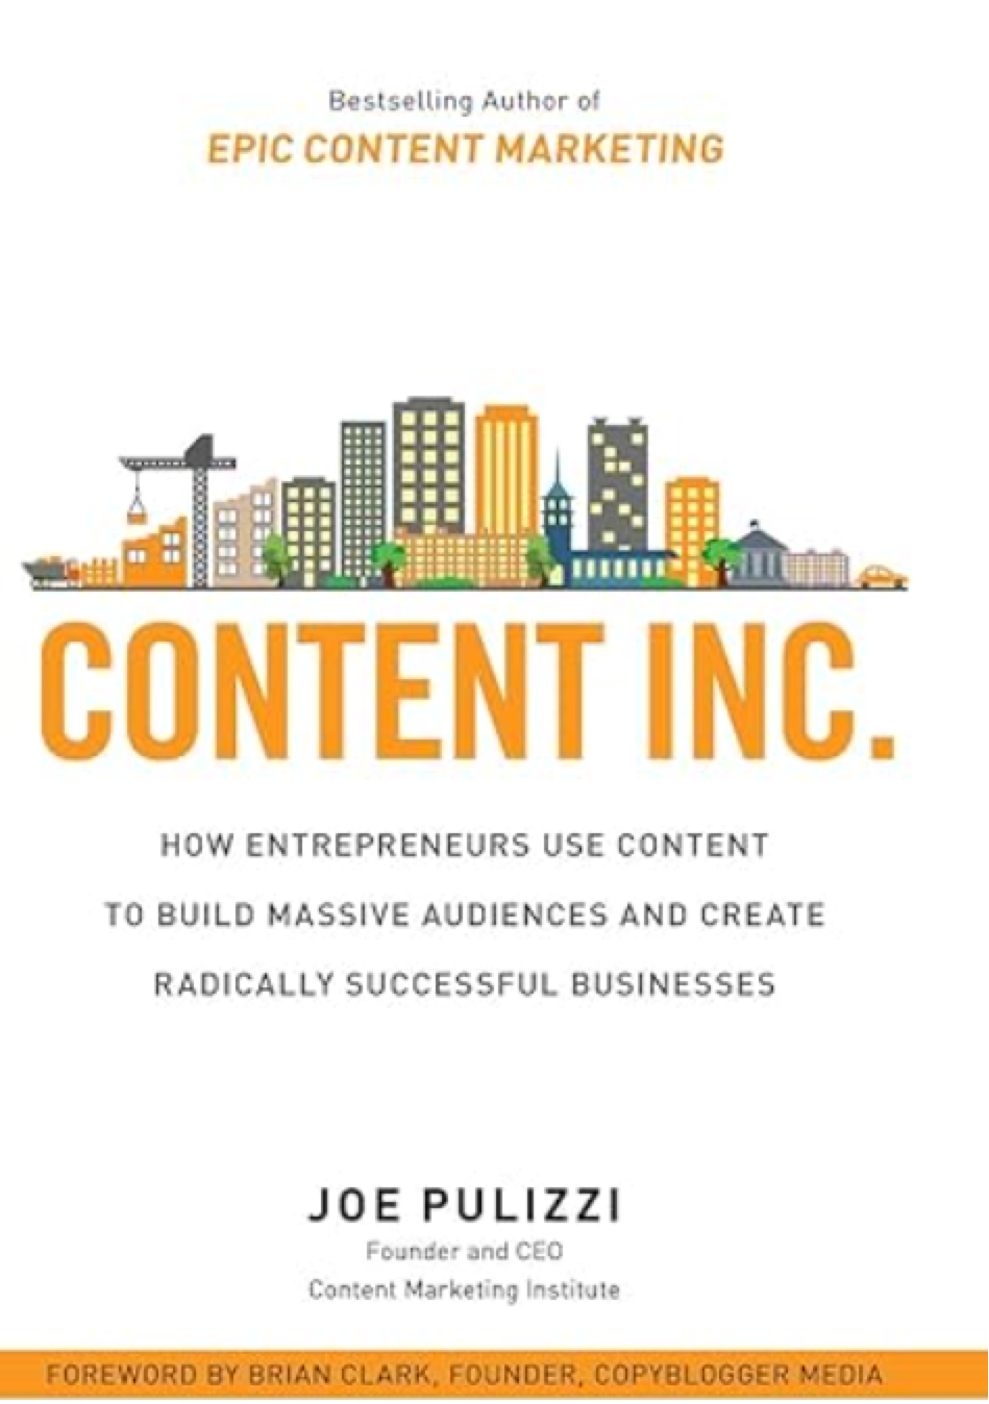 Bestselling Author of
EPIC CONTENT MARKETING
CONTENT INC.
HOW ENTREPRENEURS USE CONTENT
TO BUILD MASSIVE AUDIENCES AND CREATE
RADICALLY SUCCESSFUL BUSINESSES
JOE PULIZZI
Founder and CEO
Content Marketing Institute
FOREWORD BY BRIAN CLARK, FOUNDER, COPYBLOGGER MEDIA